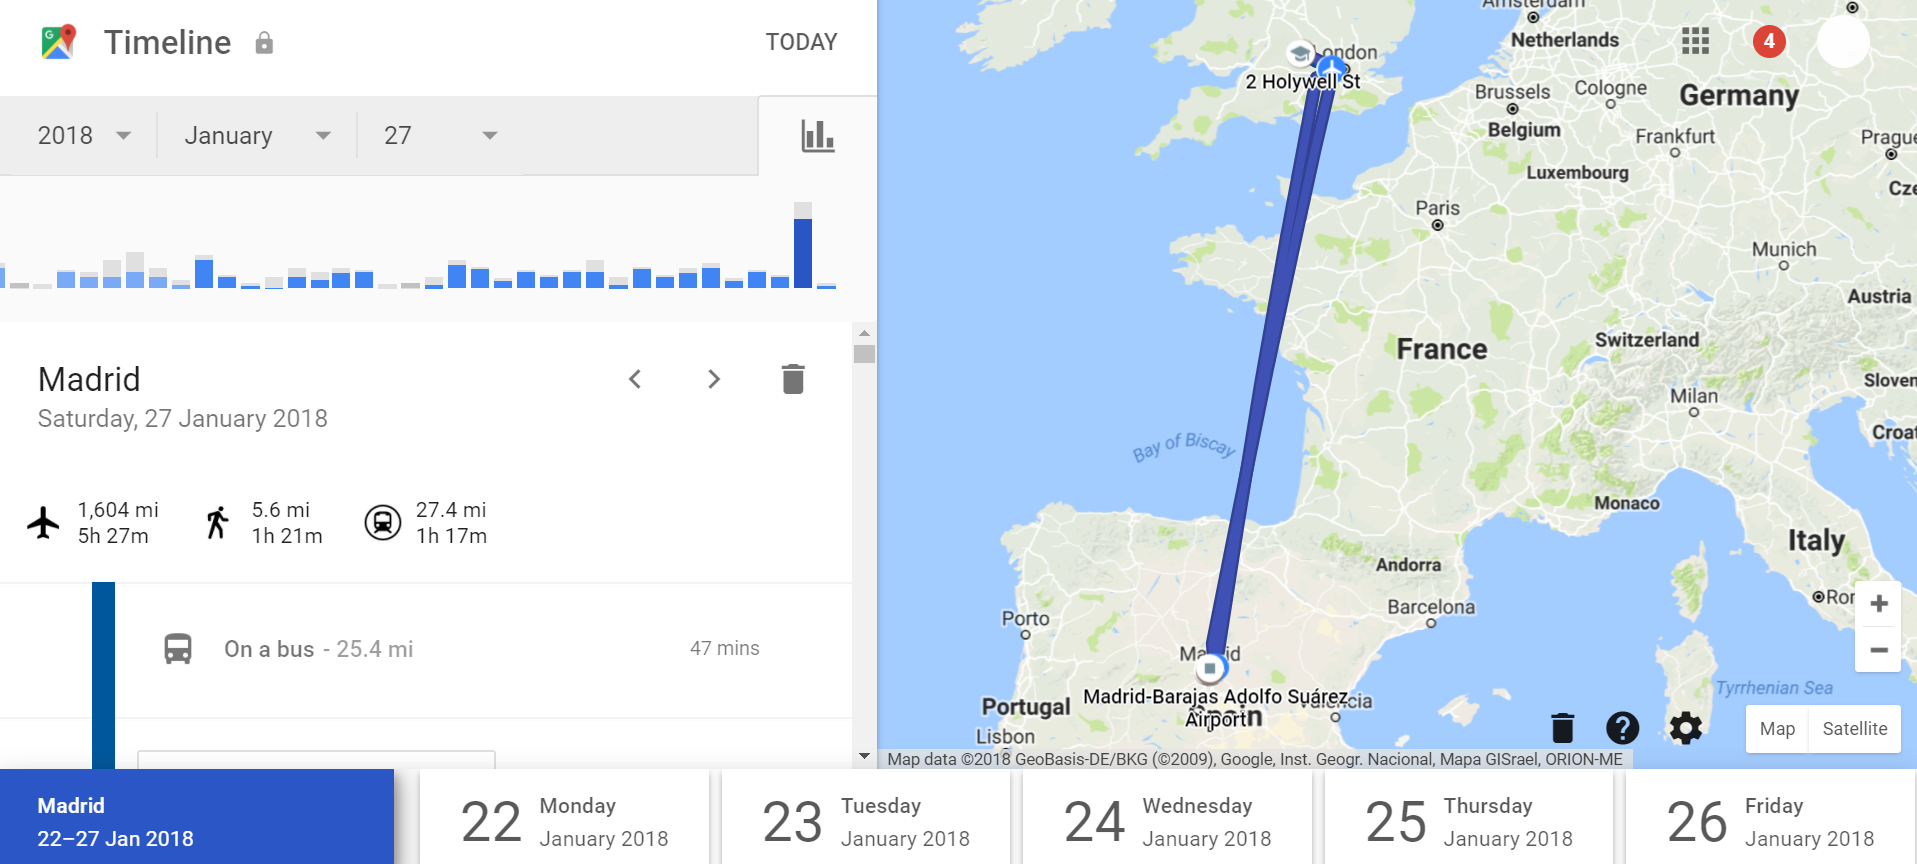 Timeline
TODAY
2018
January
27
Madrid
Saturday, 27 January 2018
1,604 mi
5h 27m
5.6 mi
1h 21m
27.4 mi
1h 17m
On a bus - 25.4 mi
47 mins
Amsterdam
Netherlands
London
2 Holywell St
Brussels
Cologne
Germany
Belgium
Frankfurt
Prague
Luxembourg
Paris
Munich
Austria
Switzerland
France
Milan
Bay of Biscay
Monaco
Italy
Andorra
Barcelona
Porto
Madrid
Madrid-Barajas Adolfo Suárez
Airport
Portugal
Spain
Valencia
Lisbon
Tyrrhenian Sea
4
+
−
Map
Satellite
Map data ©2018 GeoBasis-DE/BKG (©2009), Google, Inst. Geogr. Nacional, Mapa GISrael, ORION-ME
Madrid
22–27 Jan 2018
22 Monday
January 2018
23 Tuesday
January 2018
24 Wednesday
January 2018
25 Thursday
January 2018
26 Friday
January 2018